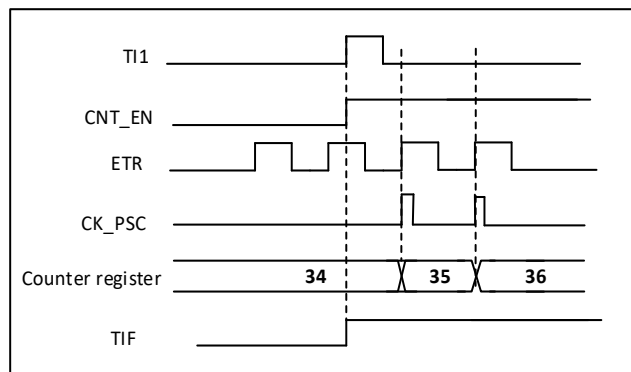 TI1
CNT_EN
ETR
CK_PSC
Counter register 34 35 36
TIF